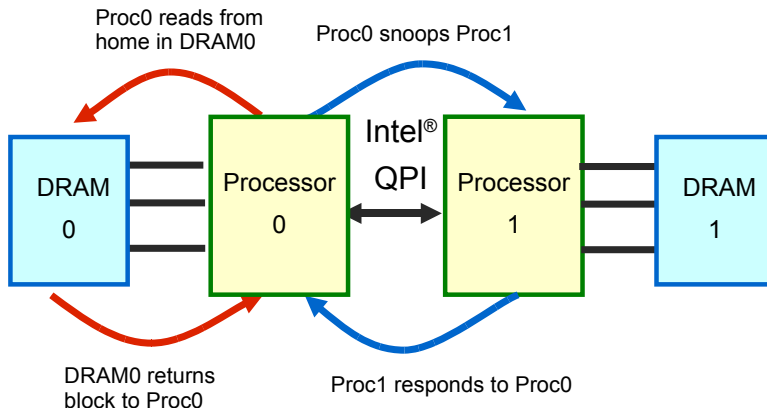 Proc0 reads from
home in DRAM0
Proc0 snoops Proc1
Intel®
QPI
DRAM
0
Processor
0
Processor
1
DRAM
1
DRAM0 returns
block to Proc0
Proc1 responds to Proc0